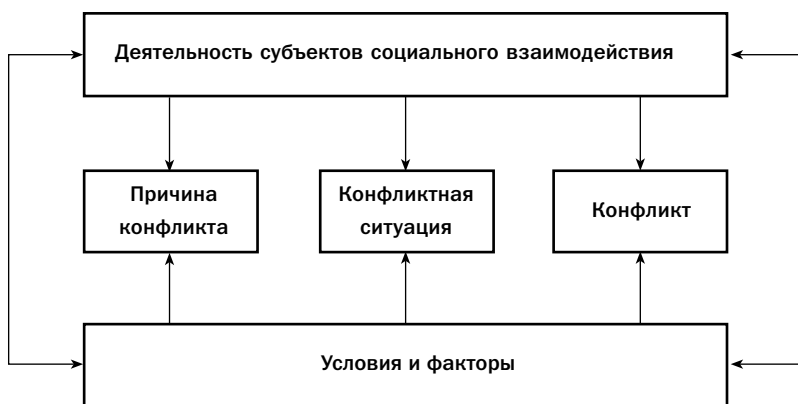 Деятельность субъектов социального взаимодействия
Причина
конфликта
Конфликтная
ситуация
Конфликт
Условия и факторы